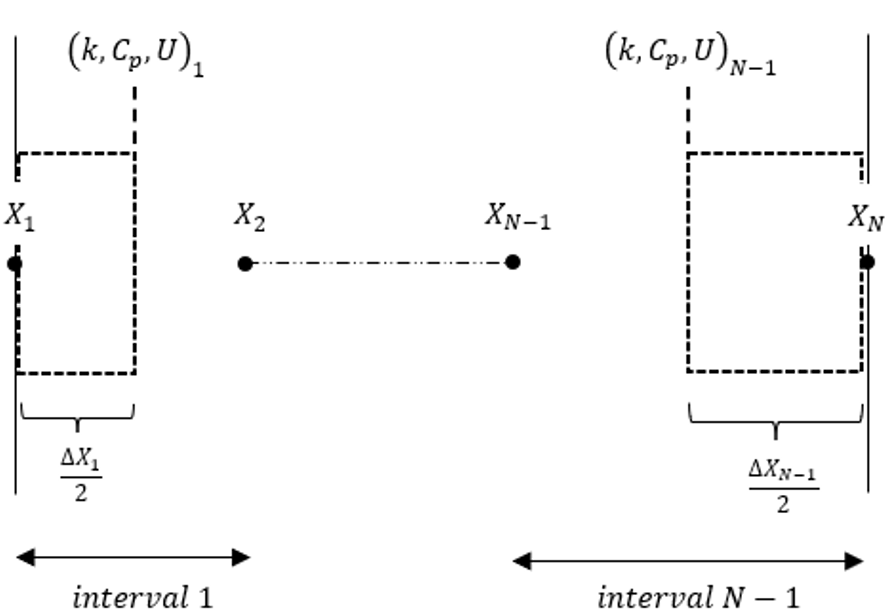 (k, C_p, U)_1 (k, C_p, U)_{N−1}
X_1 X_2 X_{N−1} X_N
ΔX_1/2 ΔX_{N−1}/2
interval 1 interval N − 1